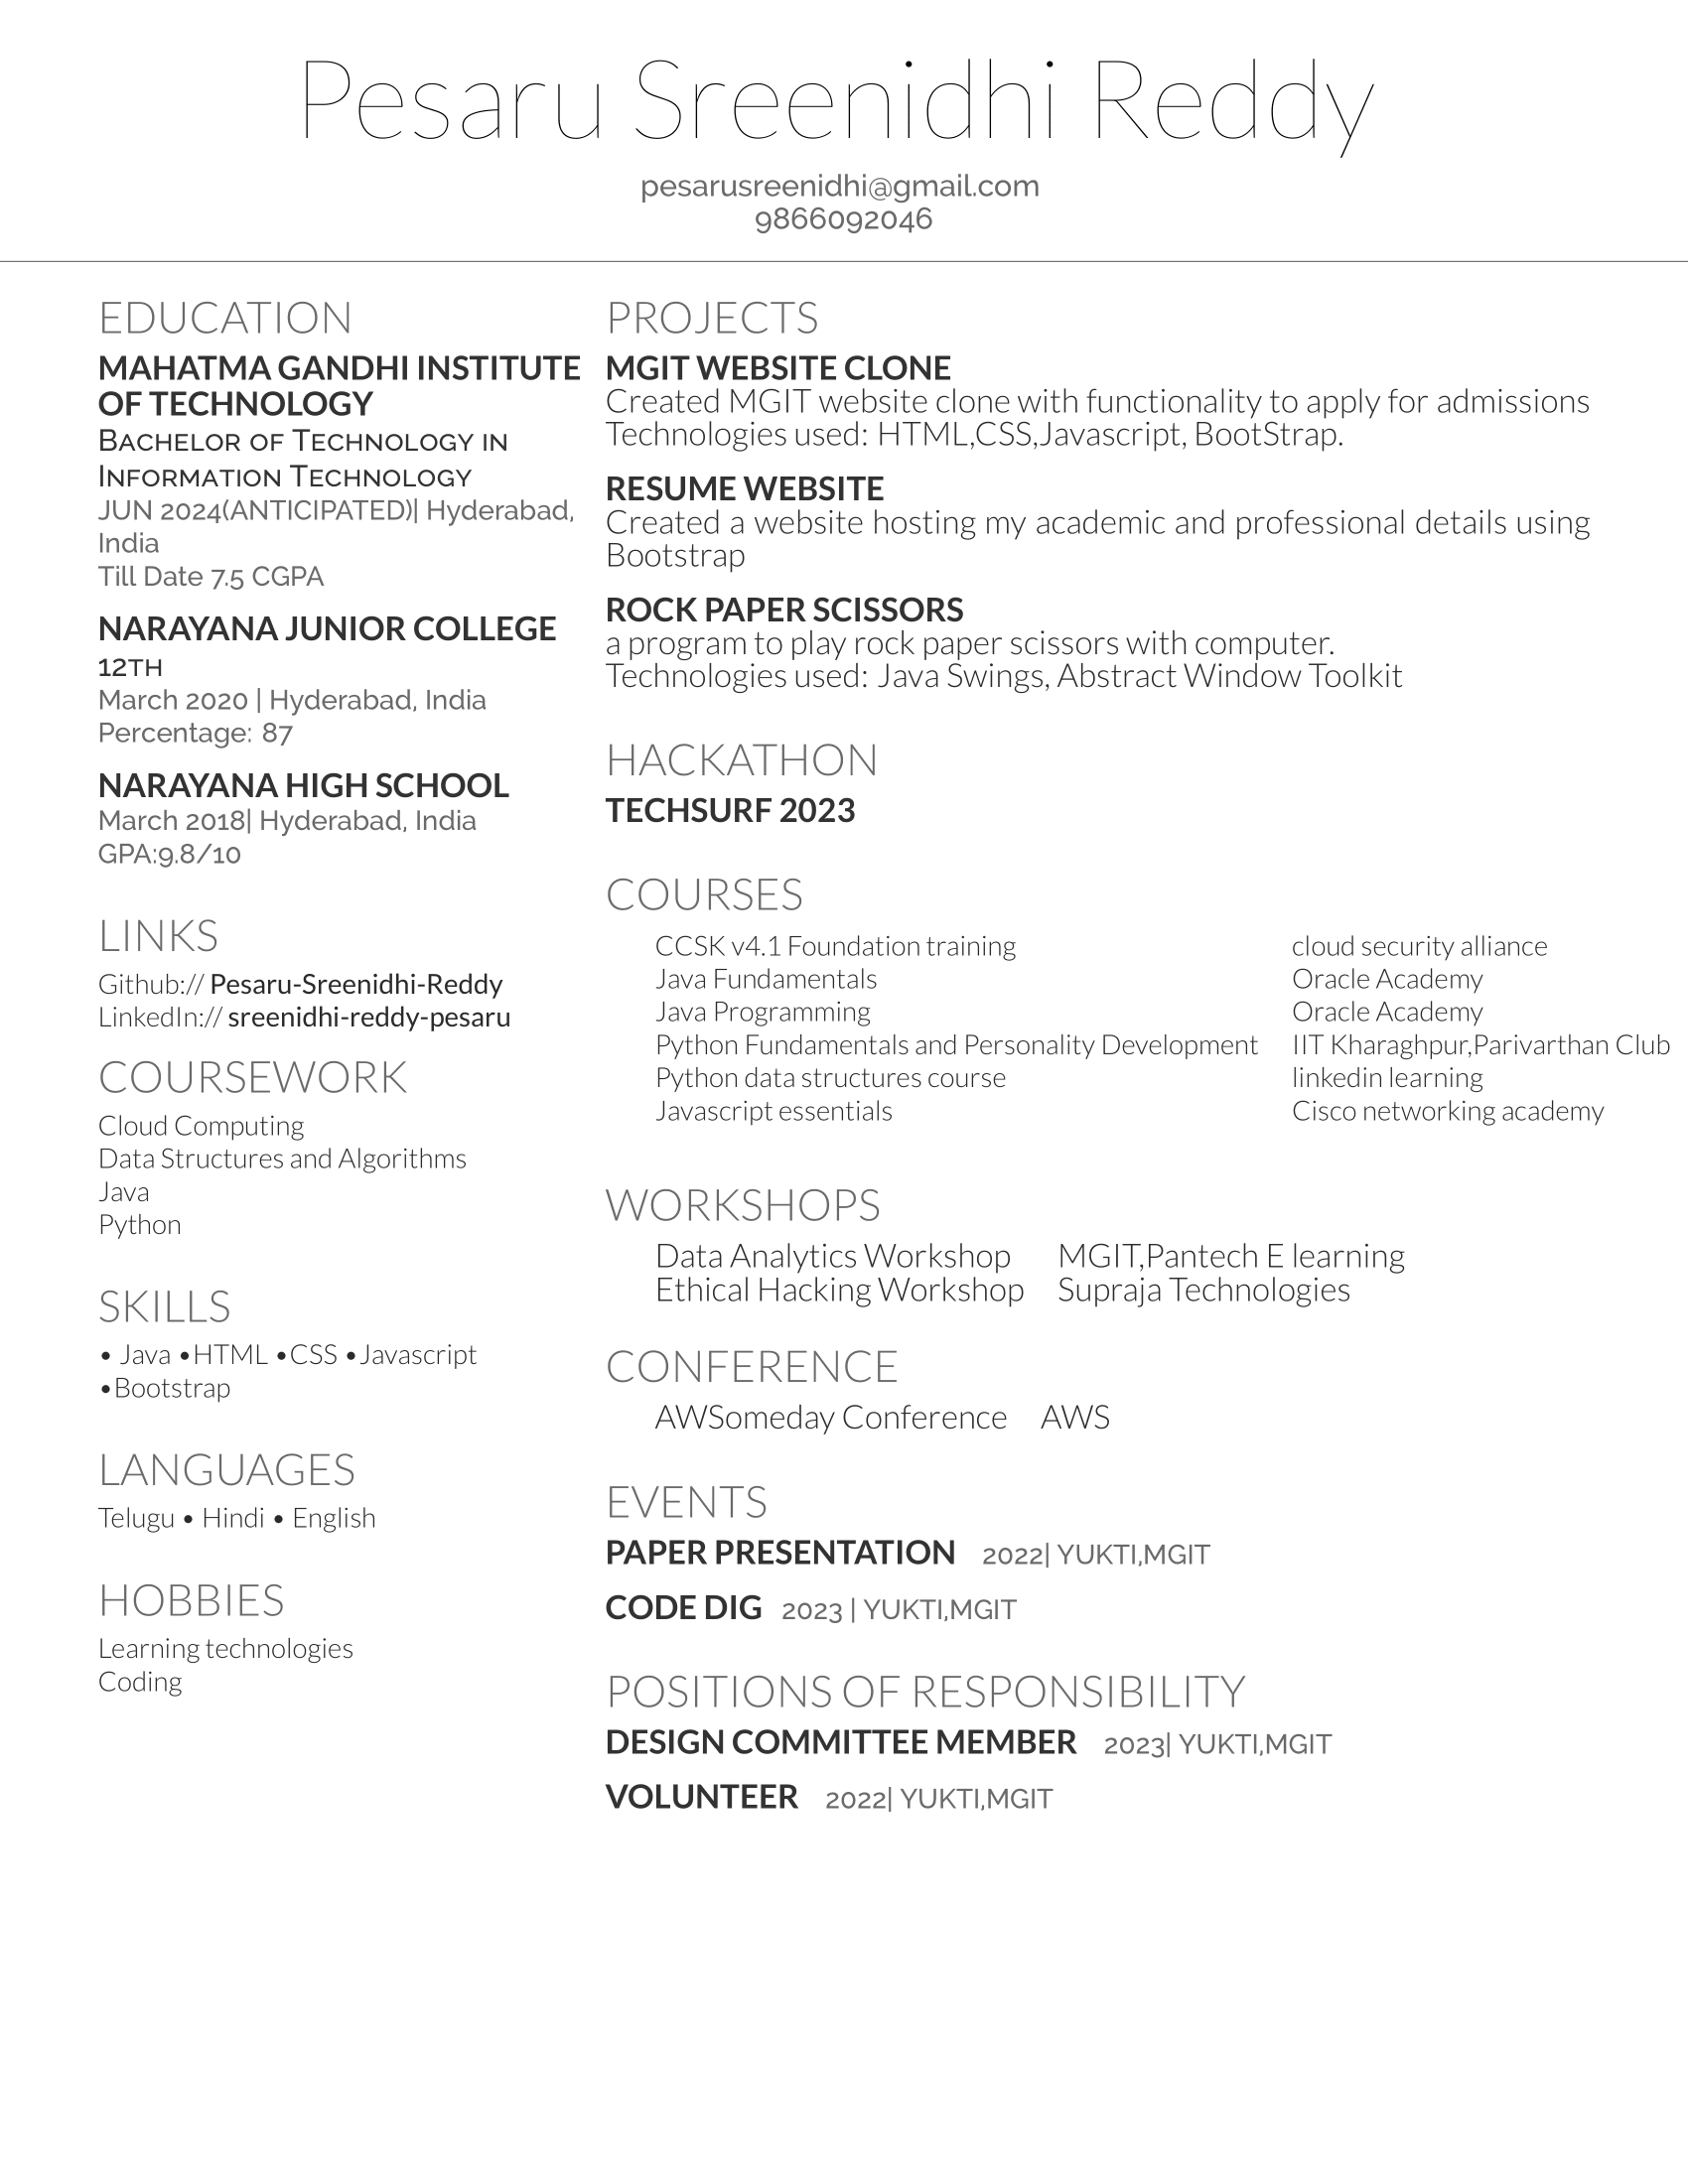 Pesaru Sreenidhi Reddy
pesarusreenidhi@gmail.com
9866092046
EDUCATION
MAHATMA GANDHI INSTITUTE
OF TECHNOLOGY
Bachelor of Technology in
Information Technology
JUN 2024(ANTICIPATED)| Hyderabad,
India
Till Date 7.5 CGPA
NARAYANA JUNIOR COLLEGE
12th
March 2020 | Hyderabad, India
Percentage: 87
NARAYANA HIGH SCHOOL
March 2018| Hyderabad, India
GPA:9.8/10
LINKS
Github:// Pesaru-Sreenidhi-Reddy
LinkedIn:// sreenidhi-reddy-pesaru
COURSEWORK
Cloud Computing
Data Structures and Algorithms
Java
Python
SKILLS
• Java •HTML •CSS •Javascript
•Bootstrap
LANGUAGES
Telugu • Hindi • English
HOBBIES
Learning technologies
Coding
PROJECTS
MGIT WEBSITE CLONE
Created MGIT website clone with functionality to apply for admissions
Technologies used: HTML,CSS,Javascript, BootStrap.
RESUME WEBSITE
Created a website hosting my academic and professional details using
Bootstrap
ROCK PAPER SCISSORS
a program to play rock paper scissors with computer.
Technologies used: Java Swings, Abstract Window Toolkit
HACKATHON
TECHSURF 2023
COURSES
CCSK v4.1 Foundation training cloud security alliance
Java Fundamentals Oracle Academy
Java Programming Oracle Academy
Python Fundamentals and Personality Development IIT Kharaghpur,Parivarthan Club
Python data structures course linkedin learning
Javascript essentials Cisco networking academy
WORKSHOPS
Data Analytics Workshop MGIT,Pantech E learning
Ethical Hacking Workshop Supraja Technologies
CONFERENCE
AWSomeday Conference AWS
EVENTS
PAPER PRESENTATION 2022| YUKTI,MGIT
CODE DIG 2023 | YUKTI,MGIT
POSITIONS OF RESPONSIBILITY
DESIGN COMMITTEE MEMBER 2023| YUKTI,MGIT
VOLUNTEER 2022| YUKTI,MGIT